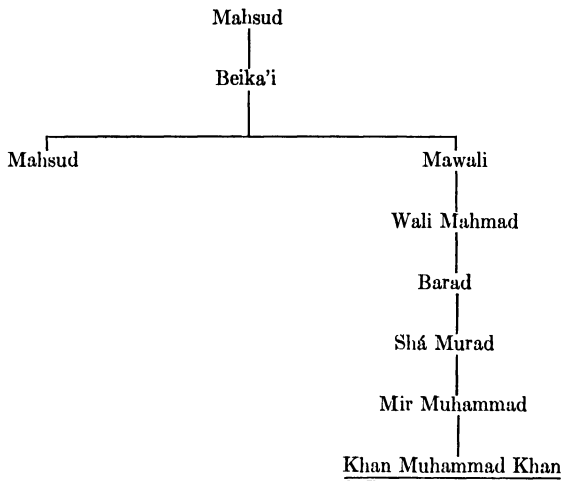 Mahsud
Beika'i
Mahsud Mawali
Wali Mahmad
Barad
Shá Murad
Mir Muhammad
Khan Muhammad Khan